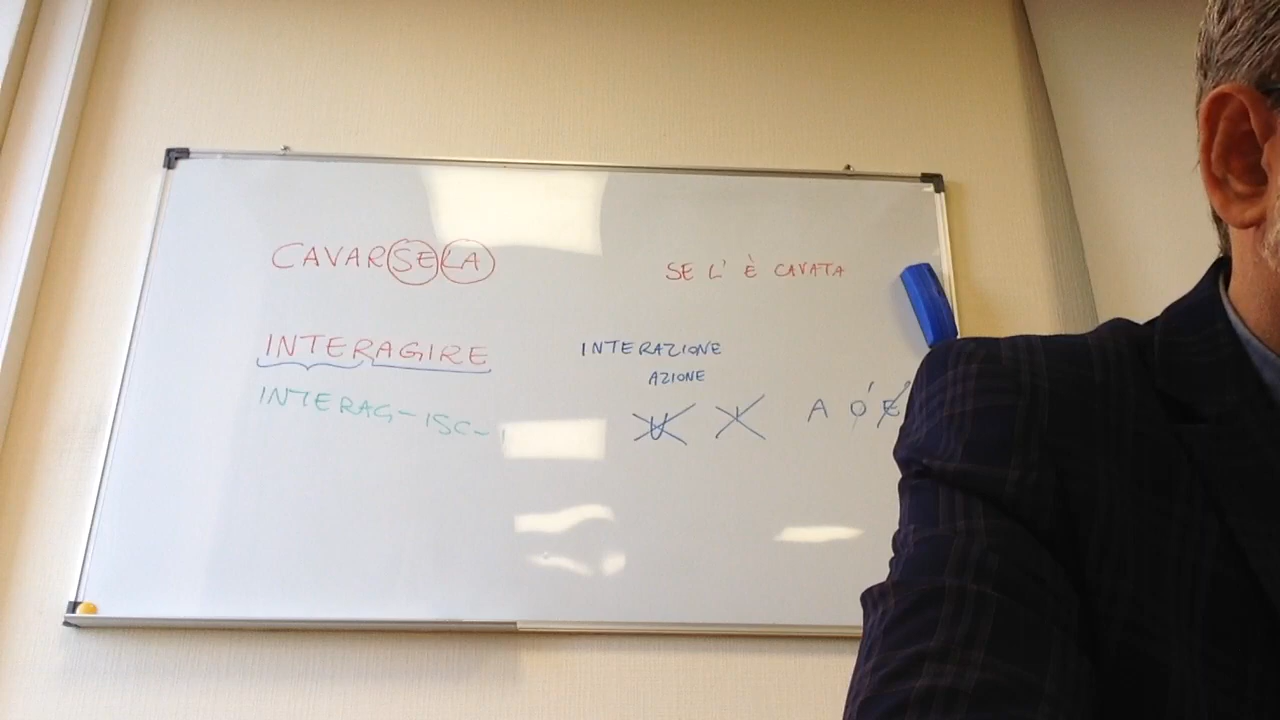 CAVARSELA
SE L' È CAVATA
INTERAGIRE
INTERAZIONE
AZIONE
INTERAG-ISC-
U I A O E